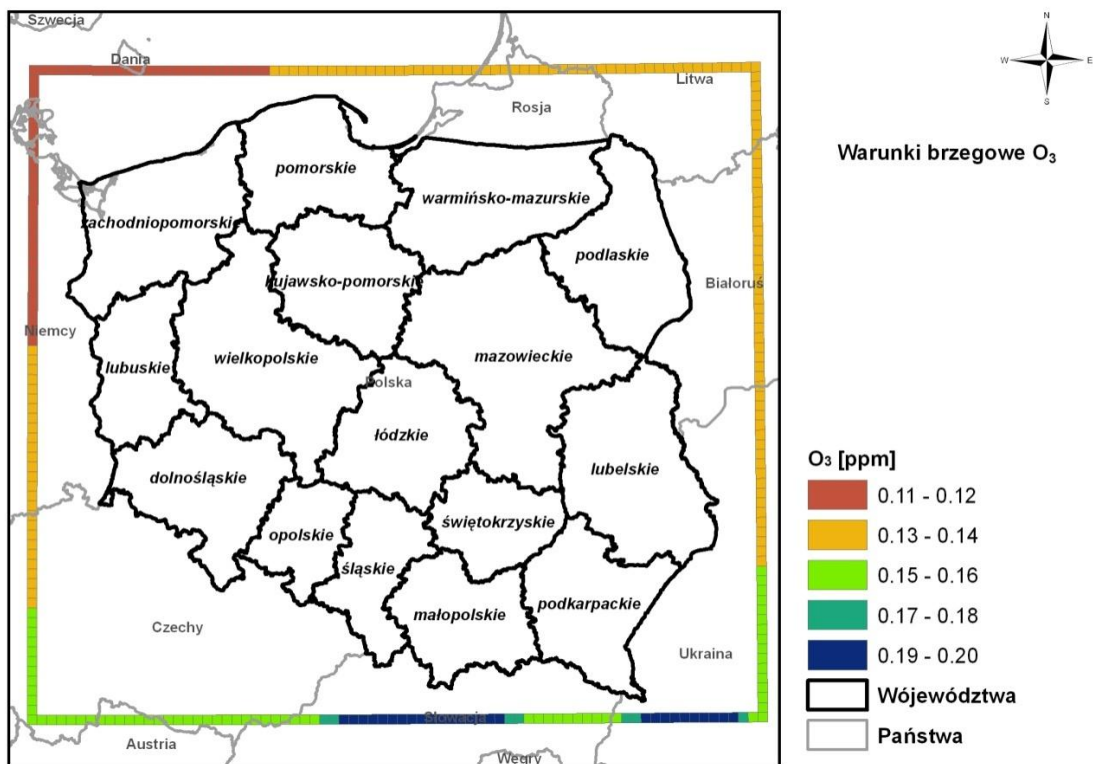 Szwecja
Dania
Litwa
Rosja
pomorskie
warmińsko-mazurskie
zachodniopomorskie
podlaskie
kujawsko-pomorskie
Białoruś
Niemcy
wielkopolskie
mazowieckie
lubuskie
Polska
łódzkie
dolnośląskie
lubelskie
świętokrzyskie
opolskie
śląskie
małopolskie
podkarpackie
Czechy
Ukraina
Słowacja
Austria
Węgry
N
W E
S
Warunki brzegowe O₃
O₃ [ppm]
0.11 - 0.12
0.13 - 0.14
0.15 - 0.16
0.17 - 0.18
0.19 - 0.20
Wójewództwa
Państwa